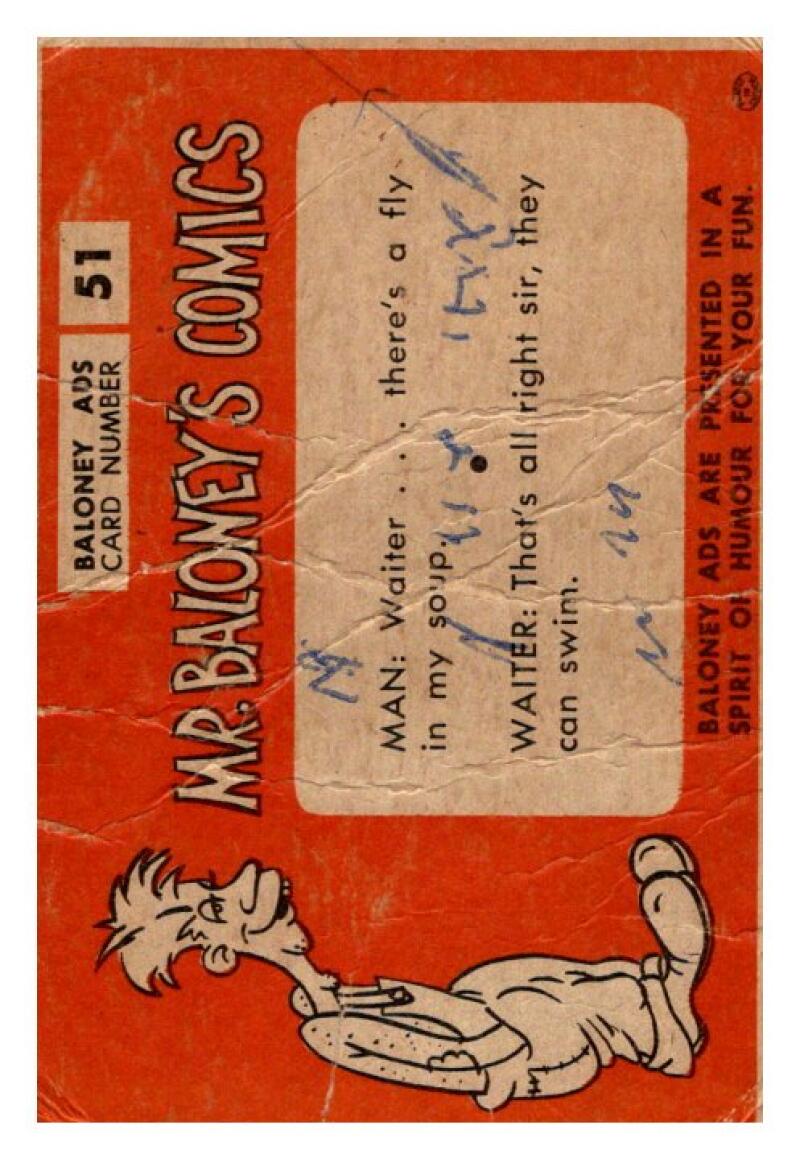 BALONEY ADS
CARD NUMBER
51
MR. BALONEY'S COMICS
MAN: Waiter . . . there's a fly
in my soup.
WAITER: That's all right sir, they
can swim.
BALONEY ADS ARE PRESENTED IN A
SPIRIT OF HUMOUR FOR YOUR FUN.